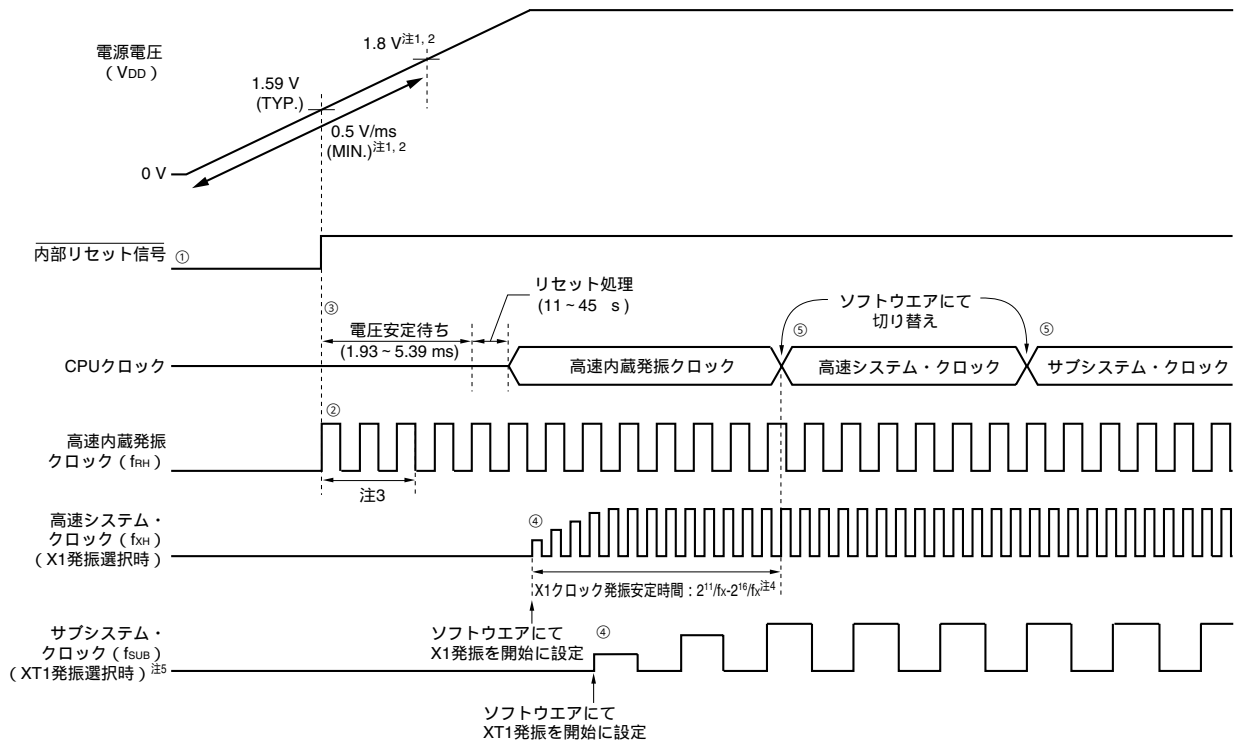 電源電圧
(VDD)
1.8 V注1, 2
1.59 V
(TYP.)
0.5 V/ms
(MIN.)注1, 2
0 V
内部リセット信号 ①
リセット処理
(11~45 s)
③
電圧安定待ち
(1.93~5.39 ms)
ソフトウエアにて
切り替え
⑤
⑤
CPUクロック
高速内蔵発振クロック
高速システム・クロック
サブシステム・クロック
②
高速内蔵発振
クロック(fRH)
注3
高速システム・
クロック(fXH)
(X1発振選択時)
④
X1クロック発振安定時間:2¹¹/fX-2¹⁶/fX注4
ソフトウエアにて
X1発振を開始に設定
サブシステム・
クロック(fSUB)
(XT1発振選択時)注5
④
ソフトウエアにて
XT1発振を開始に設定